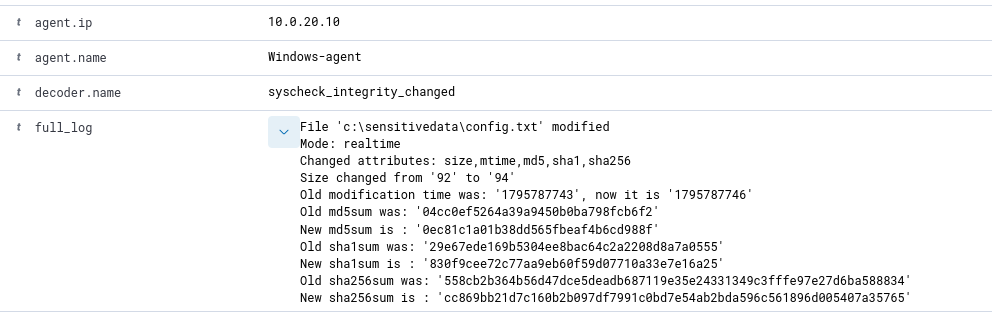 t agent.ip 10.0.20.10
t agent.name Windows-agent
t decoder.name syscheck_integrity_changed
t full_log File 'c:\sensitivedata\config.txt' modified
Mode: realtime
Changed attributes: size,mtime,md5,sha1,sha256
Size changed from '92' to '94'
Old modification time was: '1795787743', now it is '1795787746'
Old md5sum was: '04cc0ef5264a39a9450b0ba798fcb6f2'
New md5sum is : '0ec81c1a01b38dd565fbeaf4b6cd988f'
Old sha1sum was: '29e67ede169b5304ee8bac64c2a2208d8a7a0555'
New sha1sum is : '830f9cee72c77aa9eb60f59d07710a33e7e16a25'
Old sha256sum was: '558cb2b364b56d47dce5deadb687119e35e24331349c3fffe97e27d6ba588834'
New sha256sum is : 'cc869bb21d7c160b2b097df7991c0bd7e54ab2bda596c561896d005407a35765'